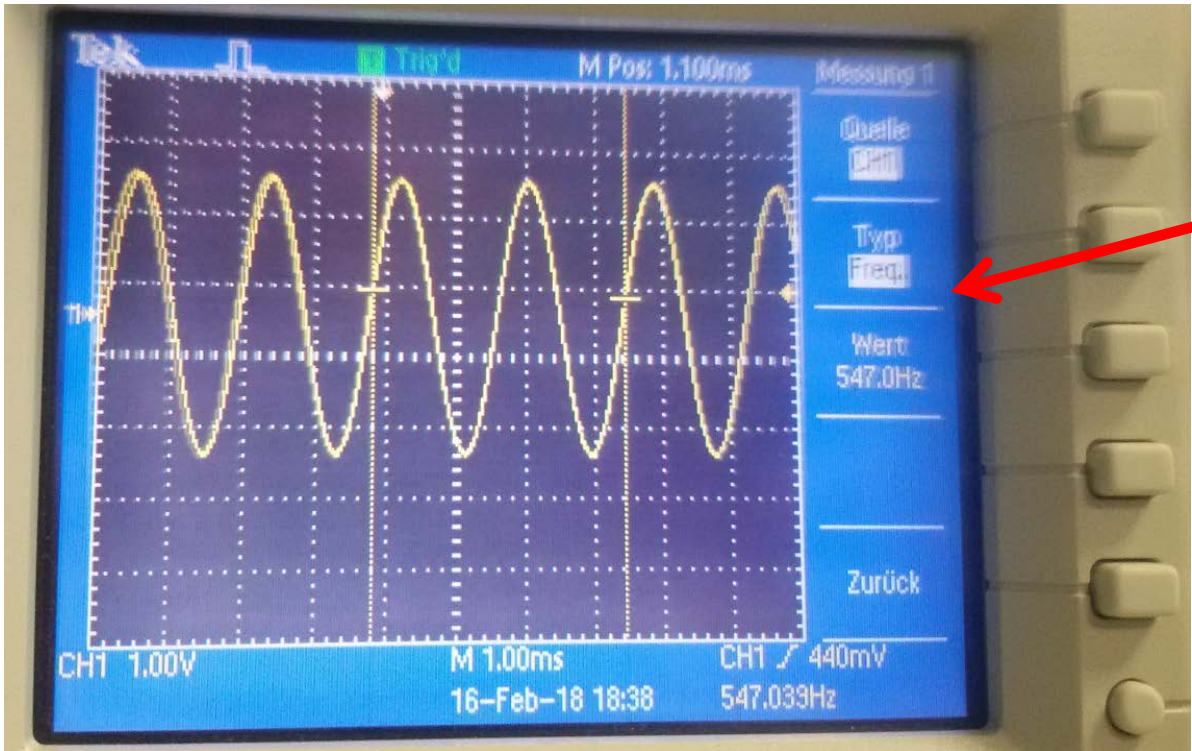 Tek Trig'd M Pos: 1.100ms Messung 1
Quelle
CH1
Typ
Freq.
Wert
547.0Hz
Zurück
CH1 1.00V M 1.00ms CH1 440mV
16-Feb-18 18:38 547.039Hz